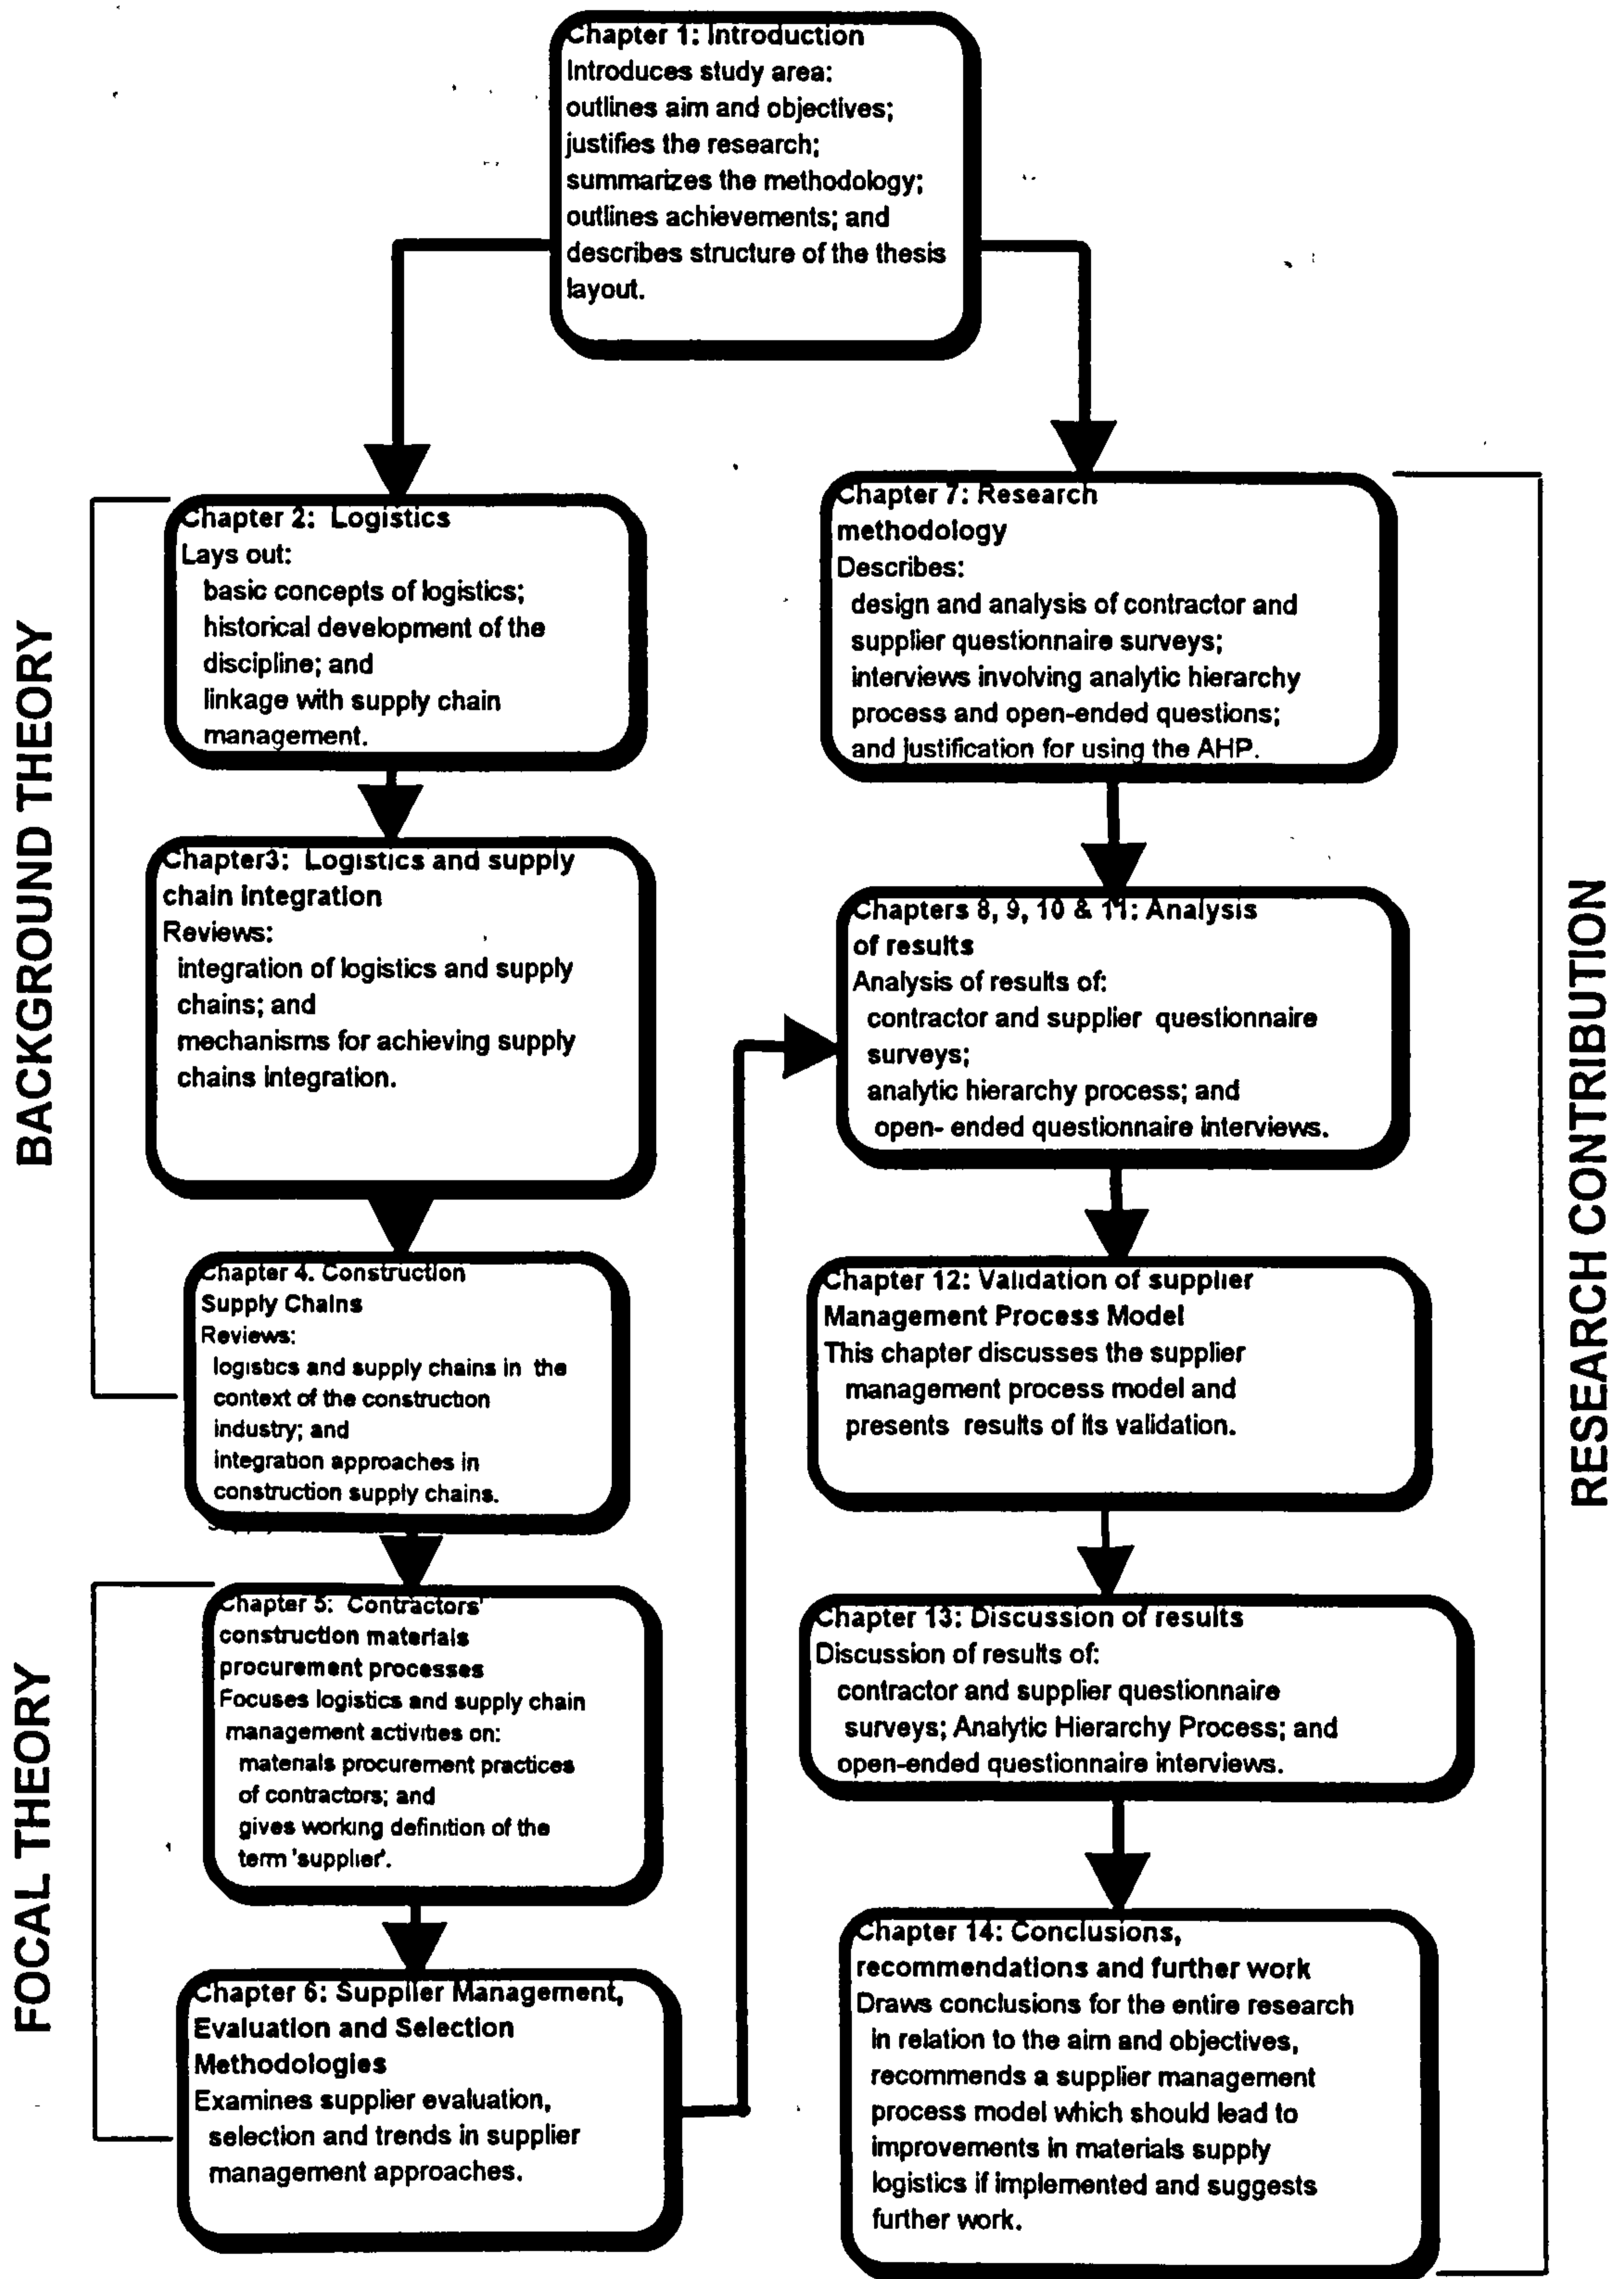 Chapter 1: Introduction
Introduces study area:
outlines aim and objectives;
justifies the research;
summarizes the methodology;
outlines achievements; and
describes structure of the thesis
layout.
BACKGROUND THEORY
Chapter 2: Logistics
Lays out:
basic concepts of logistics;
historical development of the
discipline; and
linkage with supply chain
management.
Chapter3: Logistics and supply
chain integration
Reviews:
integration of logistics and supply
chains; and
mechanisms for achieving supply
chains integration.
Chapter 4. Construction
Supply Chains
Reviews:
logistics and supply chains in the
context of the construction
industry; and
integration approaches in
construction supply chains.
FOCAL THEORY
Chapter 5: Contractors'
construction materials
procurement processes
Focuses logistics and supply chain
management activities on:
materials procurement practices
of contractors; and
gives working definition of the
term 'supplier'.
Chapter 6: Supplier Management,
Evaluation and Selection
Methodologies
Examines supplier evaluation,
selection and trends in supplier
management approaches.
RESEARCH CONTRIBUTION
Chapter 7: Research
methodology
Describes:
design and analysis of contractor and
supplier questionnaire surveys;
interviews involving analytic hierarchy
process and open-ended questions;
and justification for using the AHP.
Chapters 8, 9, 10 & 11: Analysis
of results
Analysis of results of:
contractor and supplier questionnaire
surveys;
analytic hierarchy process; and
open- ended questionnaire interviews.
Chapter 12: Validation of supplier
Management Process Model
This chapter discusses the supplier
management process model and
presents results of its validation.
Chapter 13: Discussion of results
Discussion of results of:
contractor and supplier questionnaire
surveys; Analytic Hierarchy Process; and
open-ended questionnaire interviews.
Chapter 14: Conclusions,
recommendations and further work
Draws conclusions for the entire research
in relation to the aim and objectives,
recommends a supplier management
process model which should lead to
improvements in materials supply
logistics if implemented and suggests
further work.